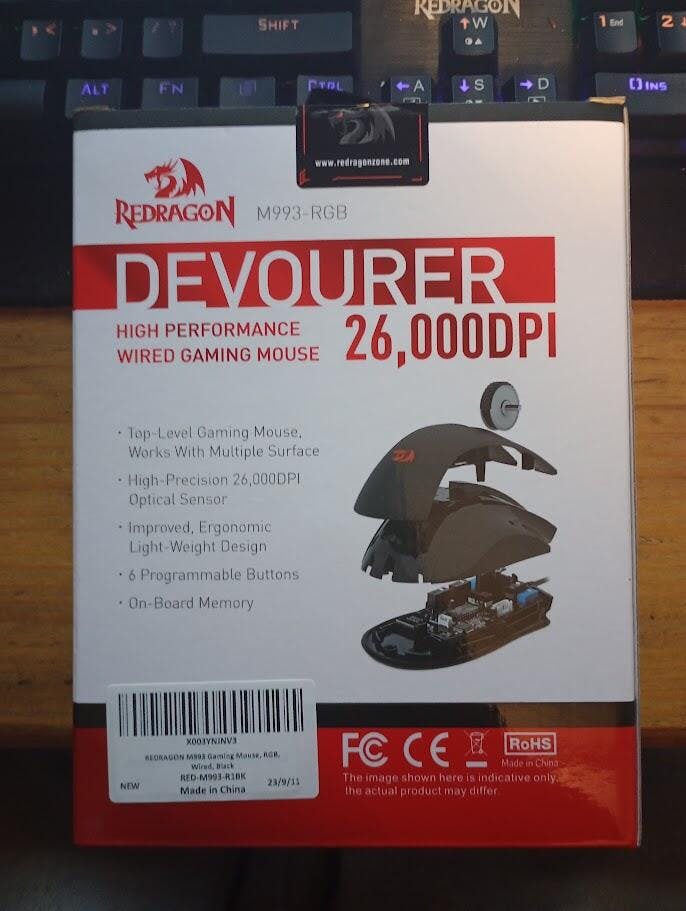 REDRAGON
SHIFT
↑W
1 End
2
ALT
FN
CTRL
←A
↓S
→D
INS
www.redragonzone.com
REDRAGON M993-RGB
DEVOURER
HIGH PERFORMANCE
WIRED GAMING MOUSE
26,000DPI
· Top-Level Gaming Mouse,
Works With Multiple Surface
· High-Precision 26,000DPI
Optical Sensor
· Improved, Ergonomic
Light-Weight Design
· 6 Programmable Buttons
· On-Board Memory
X003YNJNV3
REDRAGON M993 Gaming Mouse, RGB,
Wired, Black
RED-M993-R1BK
NEW
23/9/11
Made in China
FC CE RoHS
Made in China
The image shown here is indicative only.
the actual product may differ